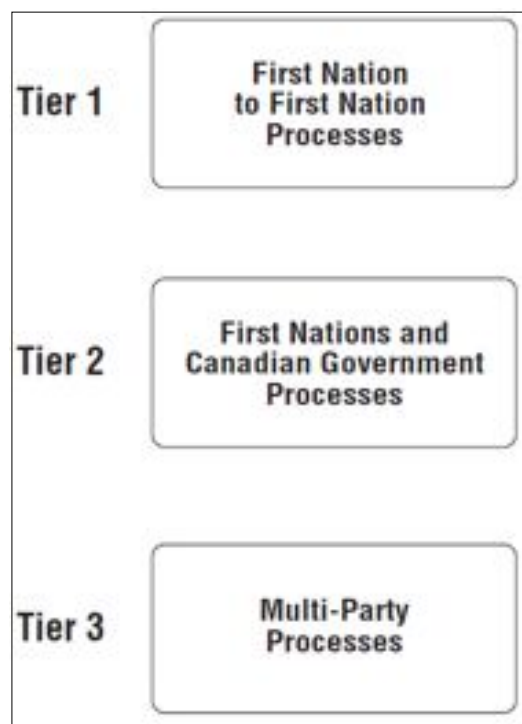 Tier 1
First Nation
to First Nation
Processes
Tier 2
First Nations and
Canadian Government
Processes
Tier 3
Multi-Party
Processes